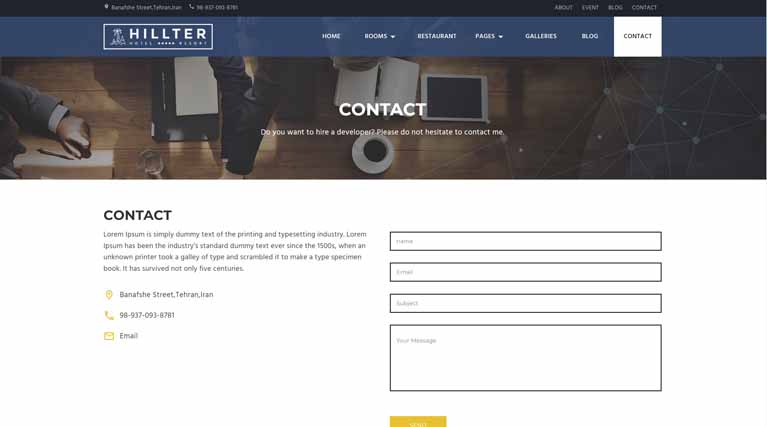 Banafshe Street,Tehran,Iran 98-937-093-8781 ABOUT EVENT BLOG CONTACT
HILLTER
HOTEL RESORT
HOME ROOMS RESTAURANT PAGES GALLERIES BLOG CONTACT
CONTACT
Do you want to hire a developer? Please do not hesitate to contact me.
CONTACT
Lorem Ipsum is simply dummy text of the printing and typesetting industry. Lorem
Ipsum has been the industry's standard dummy text ever since the 1500s, when an
unknown printer took a galley of type and scrambled it to make a type specimen
book. It has survived not only five centuries.
Banafshe Street,Tehran,Iran
98-937-093-8781
Email
name
Email
Subject
Your Message
SEND